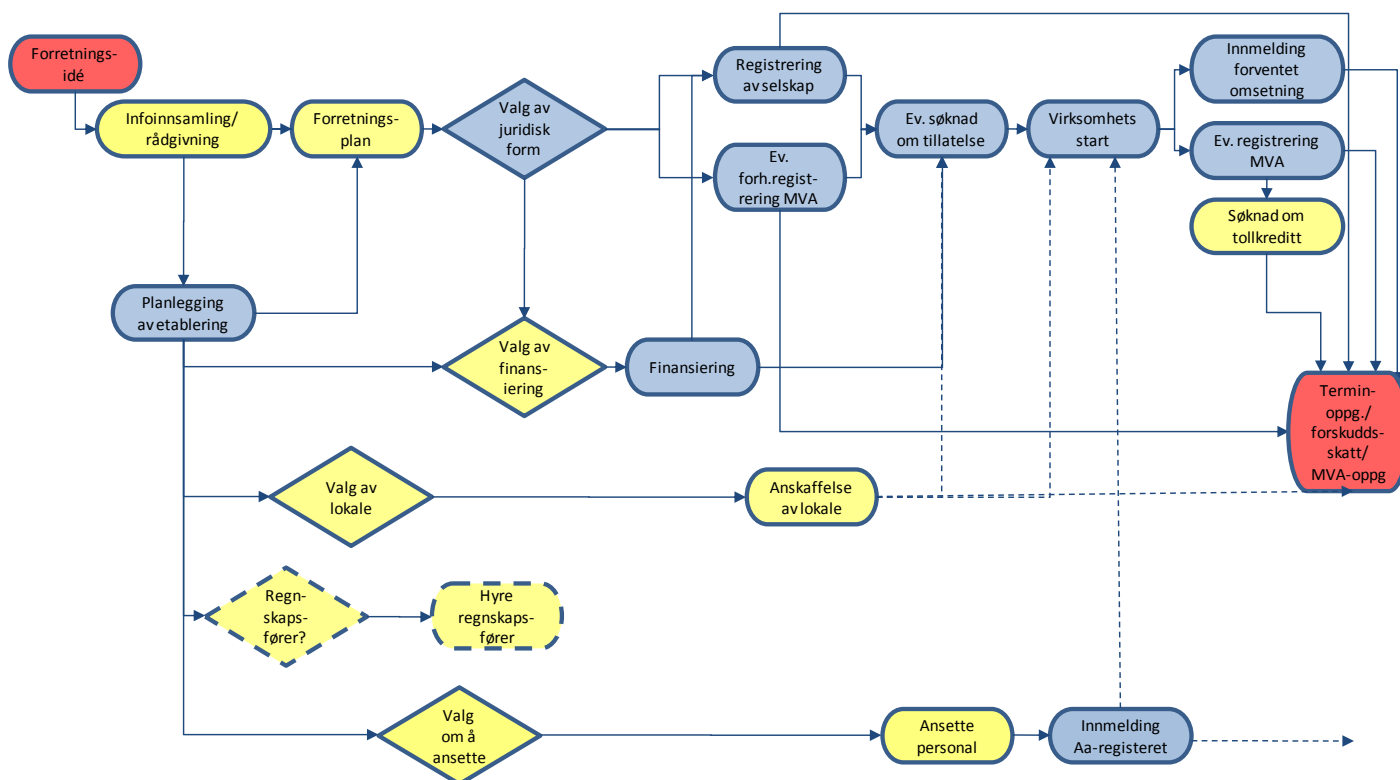 Forretnings-
idé
Infoinnsamling/
rådgivning
Forretnings-
plan
Valg av
juridisk
form
Registrering
av selskap
Ev.
forh.regist-
rering MVA
Ev. søknad
om tillatelse
Virksomhets
start
Innmelding
forventet
omsetning
Ev. registrering
MVA
Søknad om
tollkreditt
Planlegging
av etablering
Valg av
finans-
iering
Finansiering
Termin-
oppg./
forskudds-
skatt/
MVA-oppg
Valg av
lokale
Anskaffelse
av lokale
Regn-
skaps-
fører?
Hyre
regnskaps-
fører
Valg
om å
ansette
Ansette
personal
Innmelding
Aa-registeret